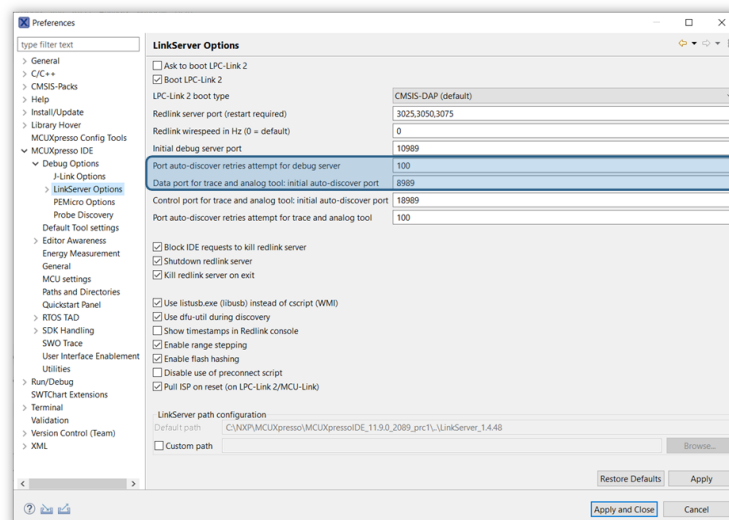 Preferences
type filter text
General
C/C++
CMSIS-Packs
Help
Install/Update
Library Hover
MCUXpresso Config Tools
MCUXpresso IDE
Debug Options
J-Link Options
LinkServer Options
PEMicro Options
Probe Discovery
Default Tool settings
Editor Awareness
Energy Measurement
General
MCU settings
Paths and Directories
Quickstart Panel
RTOS TAD
SDK Handling
SWO Trace
User Interface Enablement
Utilities
Run/Debug
SWTChart Extensions
Terminal
Validation
Version Control (Team)
XML
LinkServer Options
Ask to boot LPC-Link 2
Boot LPC-Link 2
LPC-Link 2 boot type CMSIS-DAP (default)
Redlink server port (restart required) 3025,3050,3075
Redlink wirespeed in Hz (0 = default) 0
Initial debug server port 10989
Port auto-discover retries attempt for debug server 100
Data port for trace and analog tool: initial auto-discover port 8989
Control port for trace and analog tool: initial auto-discover port 18989
Port auto-discover retries attempt for trace and analog tool 100
Block IDE requests to kill redlink server
Shutdown redlink server
Kill redlink server on exit
Use listusb.exe (libusb) instead of cscript (WMI)
Use dfu-util during discovery
Show timestamps in Redlink console
Enable range stepping
Enable flash hashing
Disable use of preconnect script
Pull ISP on reset (on LPC-Link 2/MCU-Link)
LinkServer path configuration
Default path C:\NXP\MCUXpresso\MCUXpressoIDE_11.9.0_2089_prc1\..\LinkServer_1.4.48
Custom path Browse...
Restore Defaults Apply
Apply and Close Cancel